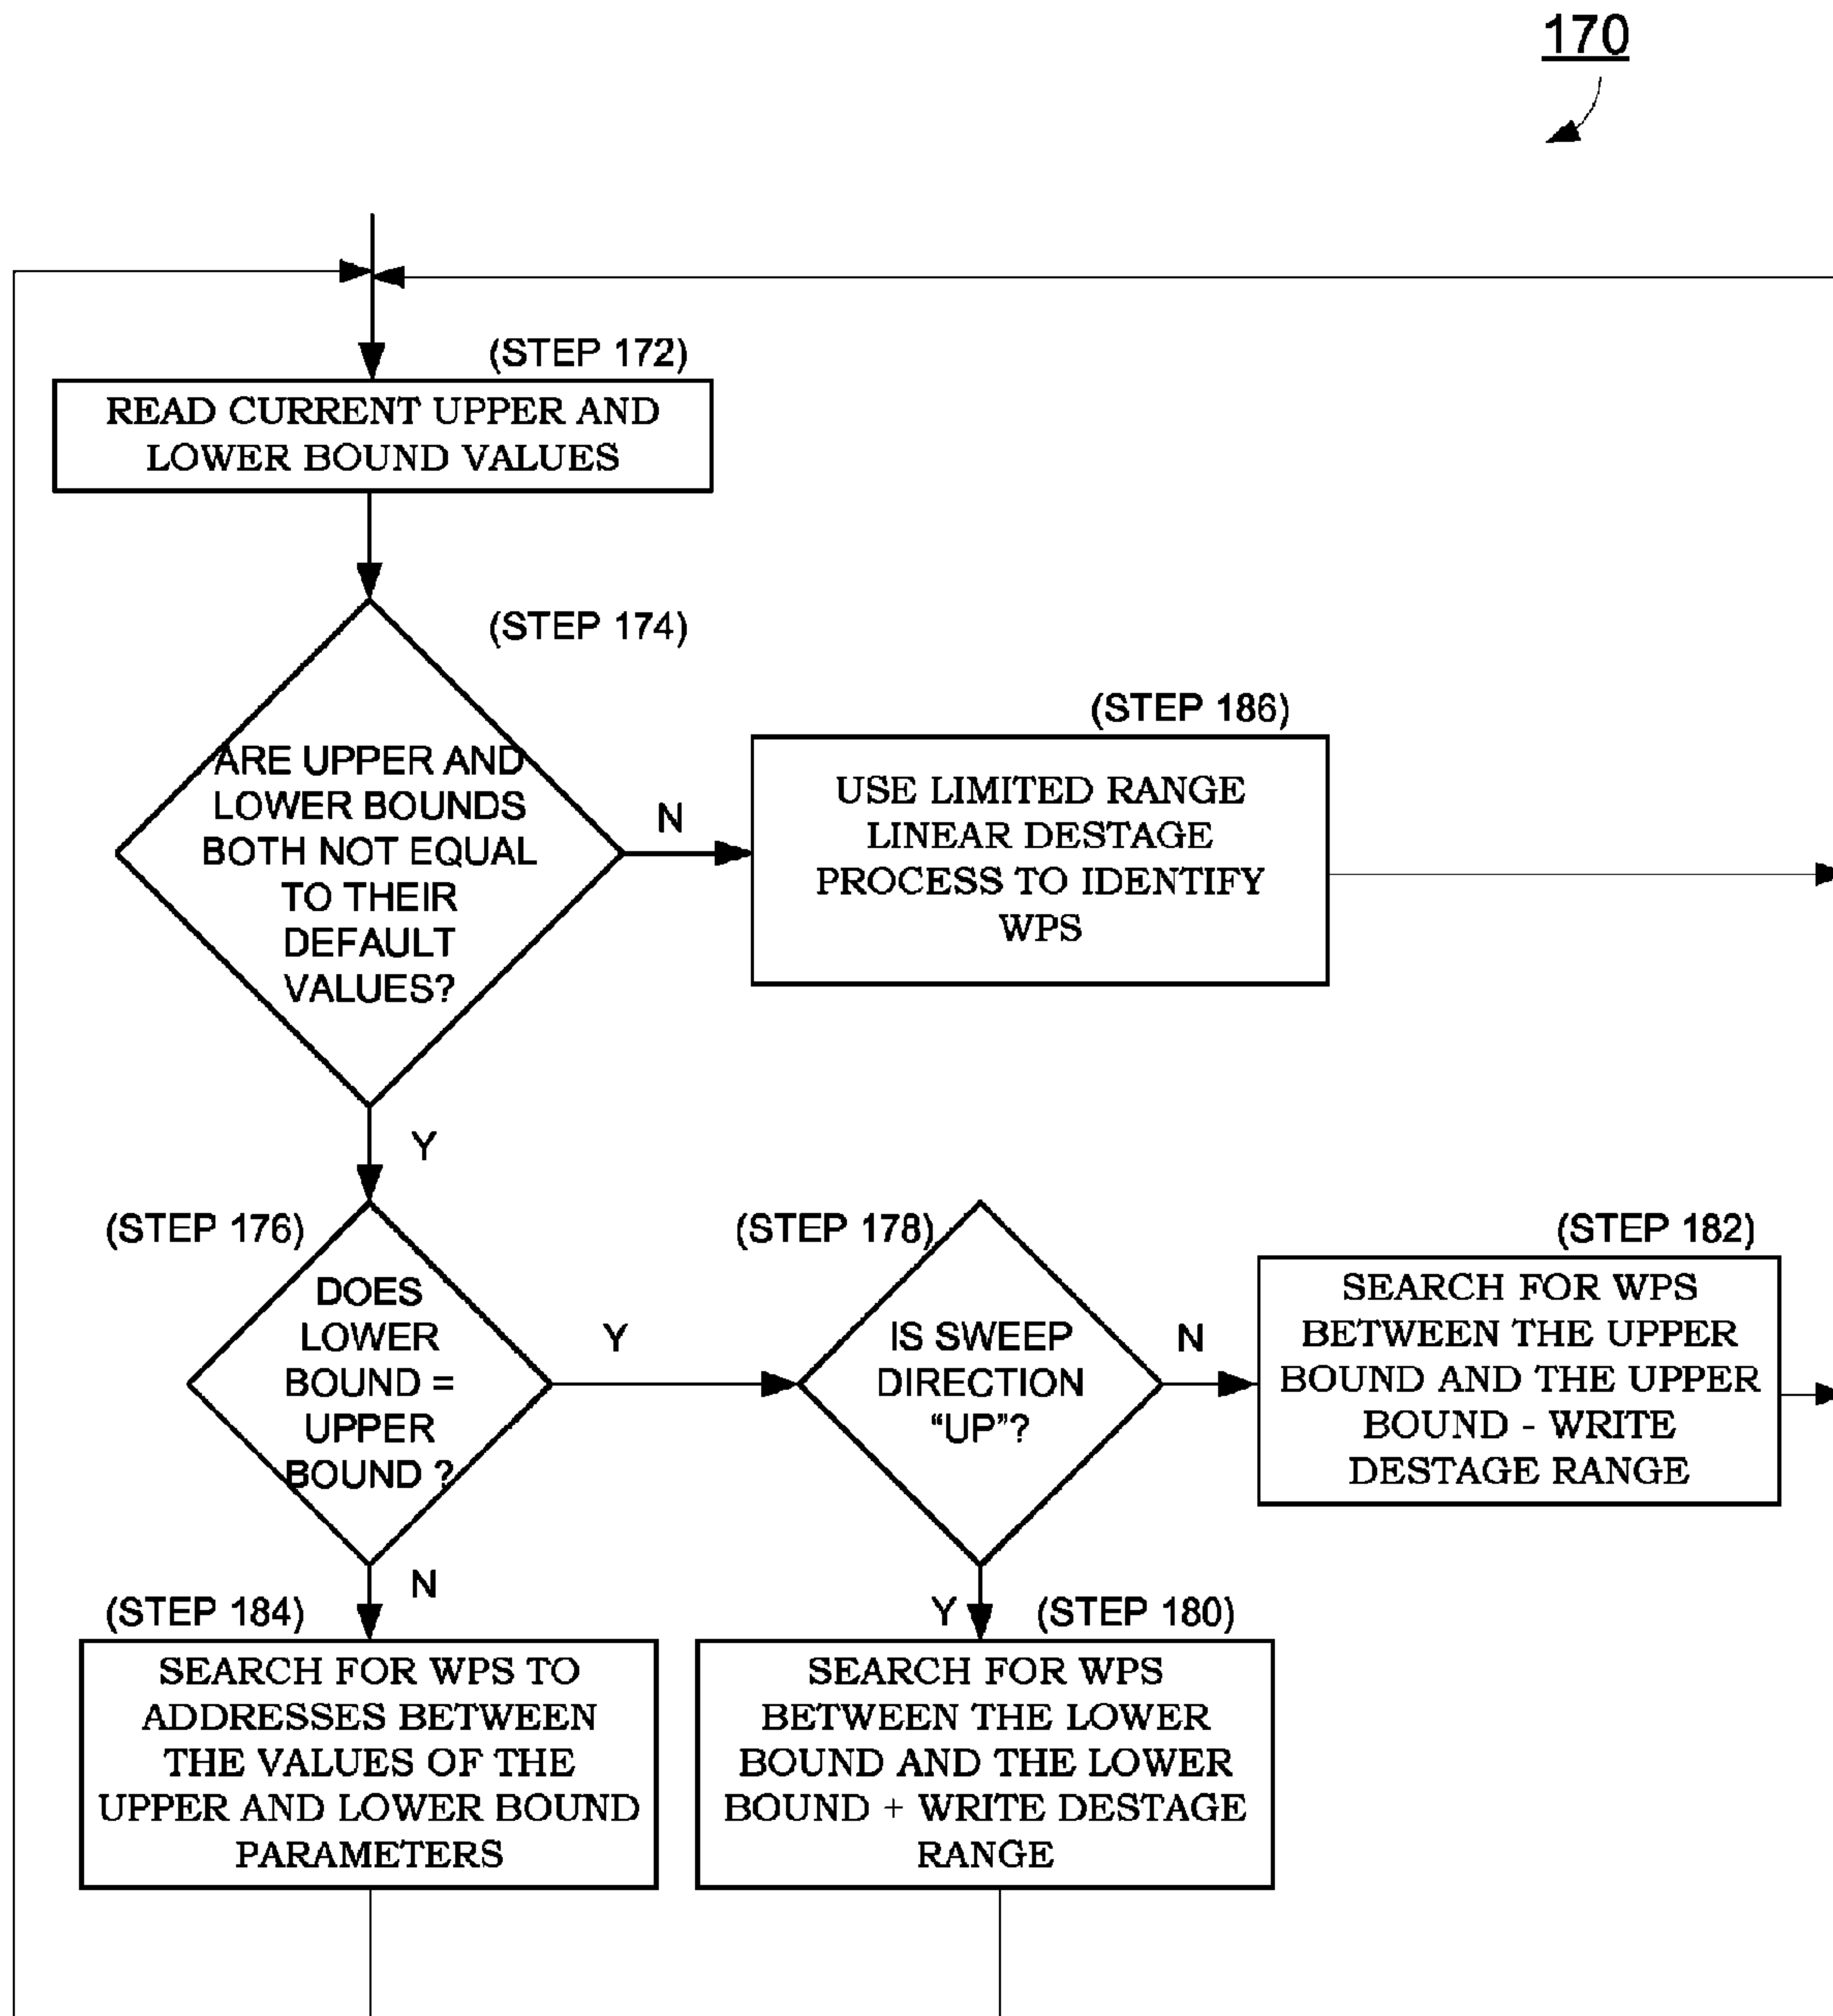 170
(STEP 172)
READ CURRENT UPPER AND
LOWER BOUND VALUES
(STEP 174)
ARE UPPER AND
LOWER BOUNDS
BOTH NOT EQUAL
TO THEIR
DEFAULT
VALUES?
N
(STEP 186)
USE LIMITED RANGE
LINEAR DESTAGE
PROCESS TO IDENTIFY
WPS
Y
(STEP 176)
DOES
LOWER
BOUND =
UPPER
BOUND ?
Y
(STEP 178)
IS SWEEP
DIRECTION
“UP”?
N
(STEP 182)
SEARCH FOR WPS
BETWEEN THE UPPER
BOUND AND THE UPPER
BOUND - WRITE
DESTAGE RANGE
N
(STEP 184)
SEARCH FOR WPS TO
ADDRESSES BETWEEN
THE VALUES OF THE
UPPER AND LOWER BOUND
PARAMETERS
Y
(STEP 180)
SEARCH FOR WPS
BETWEEN THE LOWER
BOUND AND THE LOWER
BOUND + WRITE DESTAGE
RANGE